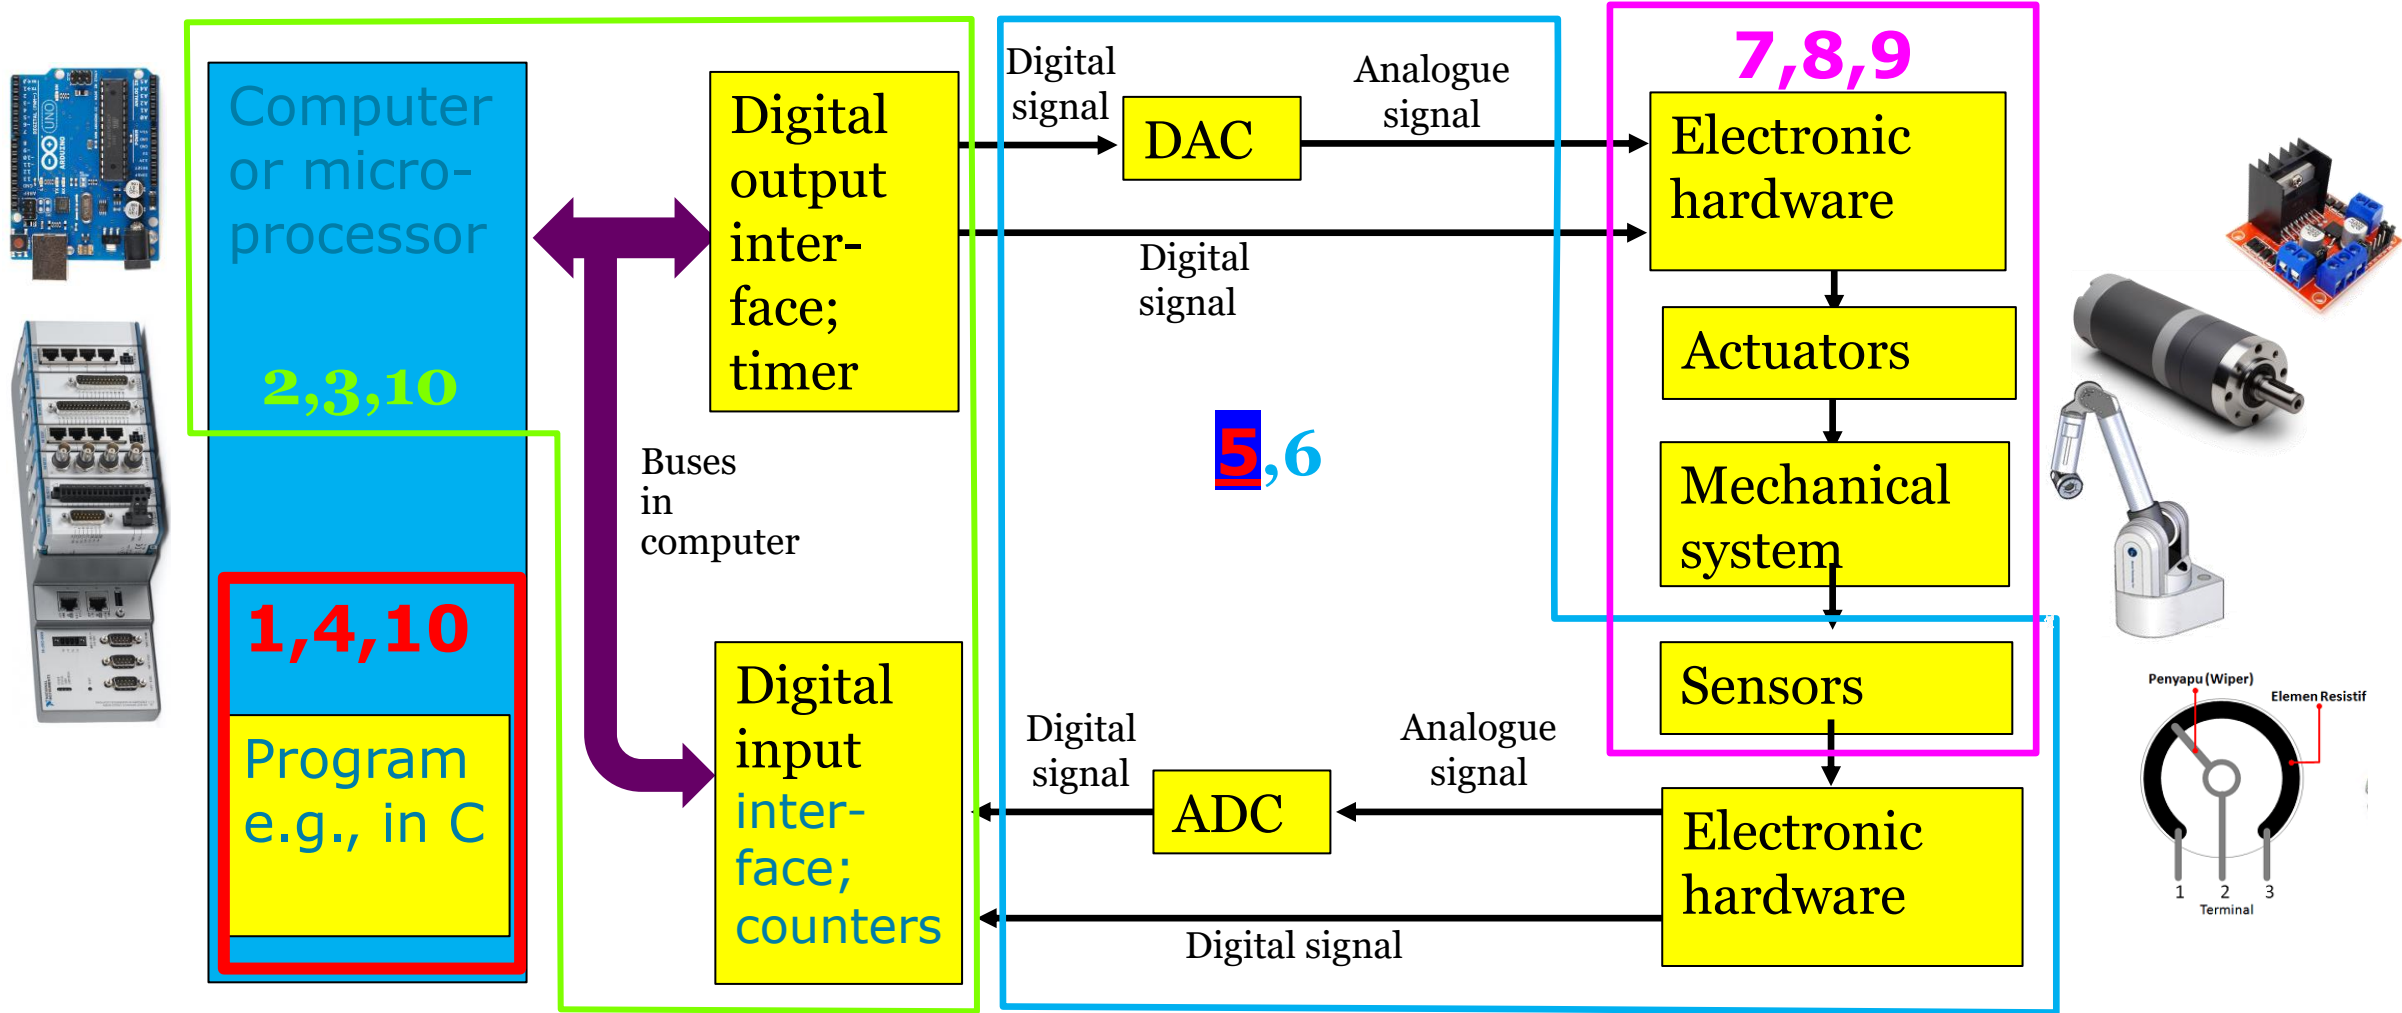 Computer
or micro-
processor
2,3,10
1,4,10
Program
e.g., in C
Digital
output
inter-
face;
timer
Buses
in
computer
Digital
input
inter-
face;
counters
Digital
signal
DAC
Analogue
signal
Digital
signal
5,6
7,8,9
Electronic
hardware
Actuators
Mechanical
system
Sensors
Electronic
hardware
Analogue
signal
ADC
Digital
signal
Digital signal
UNO
ARDUINO
Penyapu (Wiper)
Elemen Resistif
1 2 3
Terminal